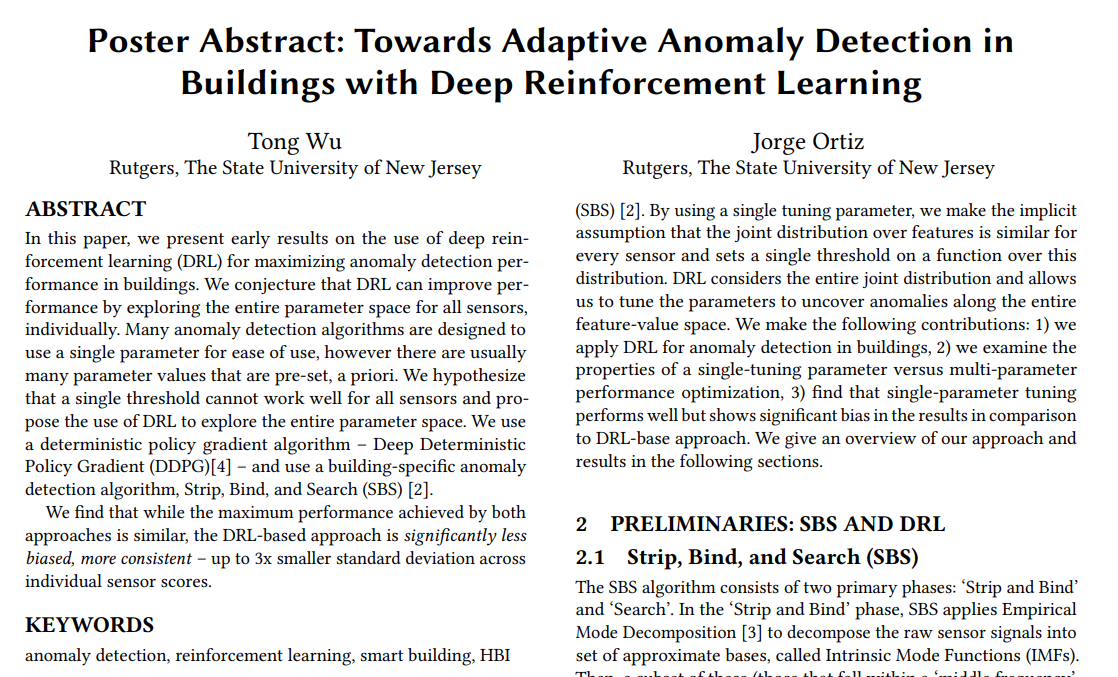 Poster Abstract: Towards Adaptive Anomaly Detection in
Buildings with Deep Reinforcement Learning
Tong Wu
Rutgers, The State University of New Jersey
Jorge Ortiz
Rutgers, The State University of New Jersey
ABSTRACT
In this paper, we present early results on the use of deep rein-
forcement learning (DRL) for maximizing anomaly detection per-
formance in buildings. We conjecture that DRL can improve per-
formance by exploring the entire parameter space for all sensors,
individually. Many anomaly detection algorithms are designed to
use a single parameter for ease of use, however there are usually
many parameter values that are pre-set, a priori. We hypothesize
that a single threshold cannot work well for all sensors and pro-
pose the use of DRL to explore the entire parameter space. We use
a deterministic policy gradient algorithm – Deep Deterministic
Policy Gradient (DDPG)[4] – and use a building-specific anomaly
detection algorithm, Strip, Bind, and Search (SBS) [2].
We find that while the maximum performance achieved by both
approaches is similar, the DRL-based approach is significantly less
biased, more consistent – up to 3x smaller standard deviation across
individual sensor scores.
KEYWORDS
anomaly detection, reinforcement learning, smart building, HBI
(SBS) [2]. By using a single tuning parameter, we make the implicit
assumption that the joint distribution over features is similar for
every sensor and sets a single threshold on a function over this
distribution. DRL considers the entire joint distribution and allows
us to tune the parameters to uncover anomalies along the entire
feature-value space. We make the following contributions: 1) we
apply DRL for anomaly detection in buildings, 2) we examine the
properties of a single-tuning parameter versus multi-parameter
performance optimization, 3) find that single-parameter tuning
performs well but shows significant bias in the results in comparison
to DRL-base approach. We give an overview of our approach and
results in the following sections.
2 PRELIMINARIES: SBS AND DRL
2.1 Strip, Bind, and Search (SBS)
The SBS algorithm consists of two primary phases: ‘Strip and Bind’
and ‘Search’. In the ‘Strip and Bind’ phase, SBS applies Empirical
Mode Decomposition [3] to decompose the raw sensor signals into
set of approximate bases, called Intrinsic Mode Functions (IMFs).
Then, a subset of these (those that fall within a ‘middle frequency’